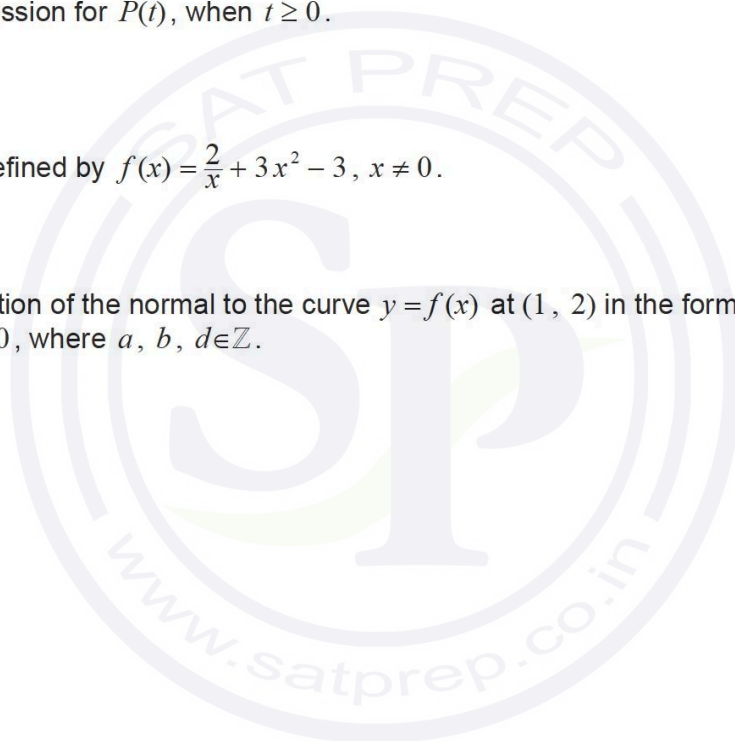 ssion for P(t), when t ≥ 0.
SAT PREP
efined by f(x) = 2/x + 3x² − 3, x ≠ 0.
tion of the normal to the curve y = f(x) at (1, 2) in the form
0, where a, b, d∈ℤ.
SP
www.satprep.co.in